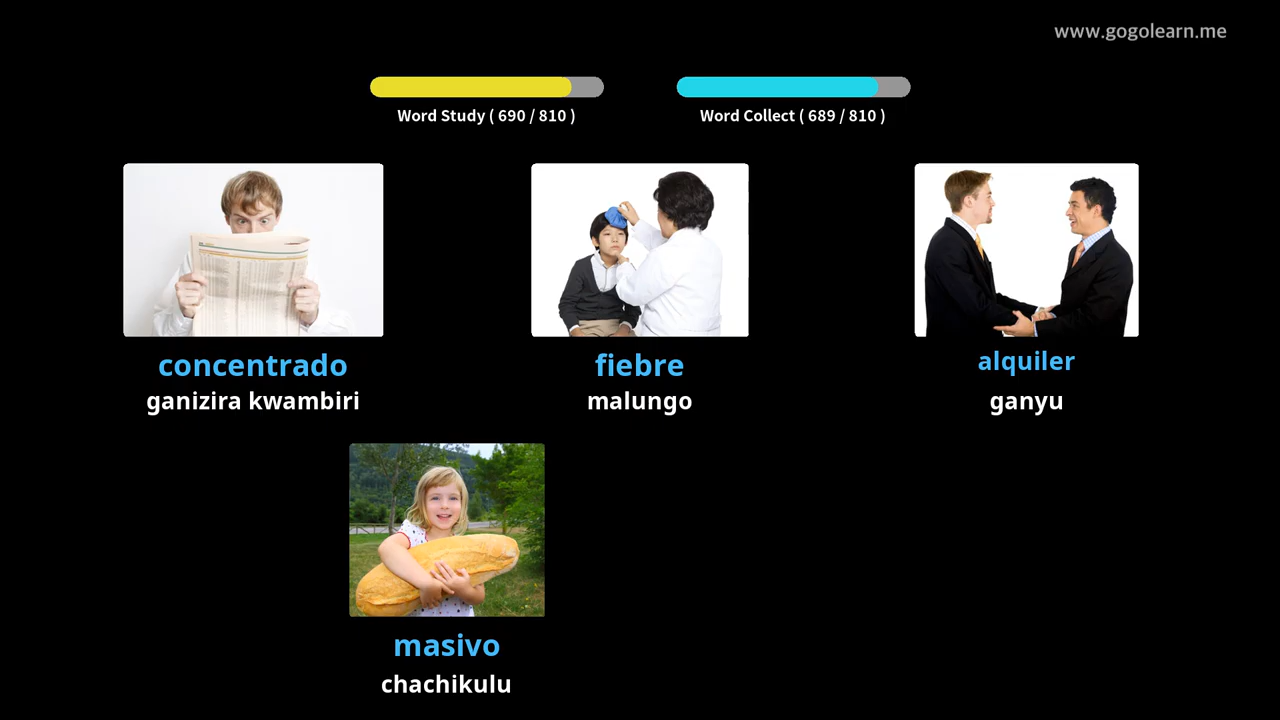 www.gogolearn.me
Word Study ( 690 / 810 )
Word Collect ( 689 / 810 )
concentrado
ganizira kwambiri
fiebre
malungo
alquiler
ganyu
masivo
chachikulu